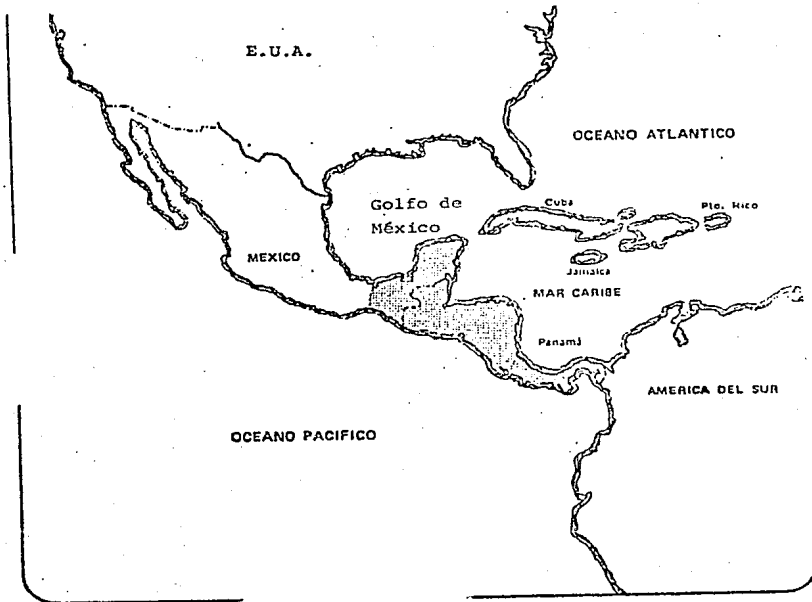 E.U.A.
OCEANO ATLANTICO
Golfo de
México
Cuba
Pto. Rico
MEXICO
Jamaica
MAR CARIBE
Panamá
AMERICA DEL SUR
OCEANO PACIFICO